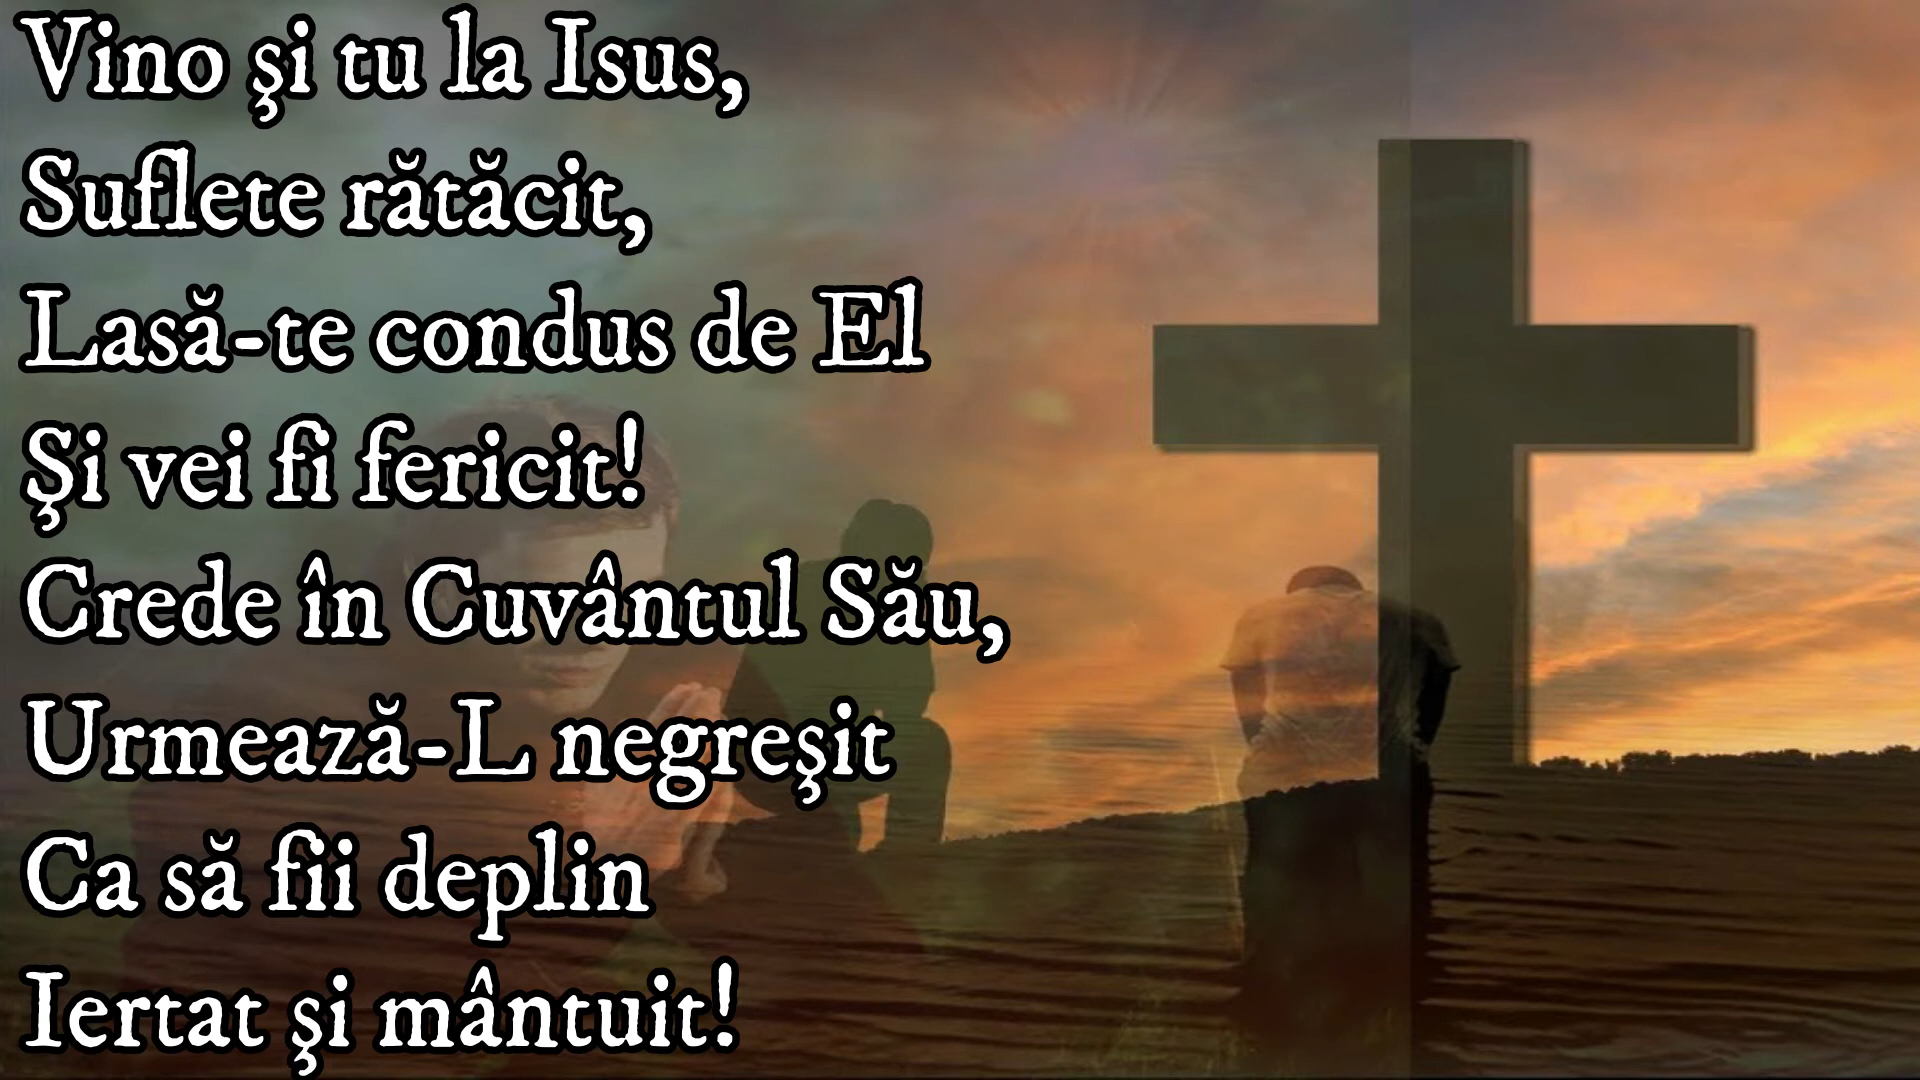 Vino şi tu la Isus,
Suflete rătăcit,
Lasă-te condus de El
Şi vei fi fericit!
Crede în Cuvântul Său,
Urmează-L negreşit
Ca să fii deplin
Iertat şi mântuit!